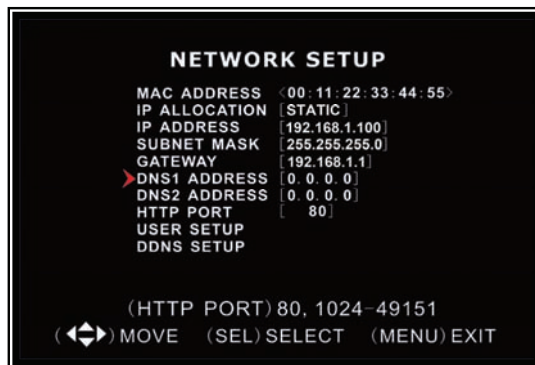 NETWORK SETUP
MAC ADDRESS <00:11:22:33:44:55>
IP ALLOCATION [STATIC]
IP ADDRESS [192.168.1.100]
SUBNET MASK [255.255.255.0]
GATEWAY [192.168.1.1]
DNS1 ADDRESS [0. 0. 0. 0]
DNS2 ADDRESS [0. 0. 0. 0]
HTTP PORT [ 80]
USER SETUP
DDNS SETUP
(HTTP PORT) 80, 1024-49151
() MOVE (SEL) SELECT (MENU) EXIT